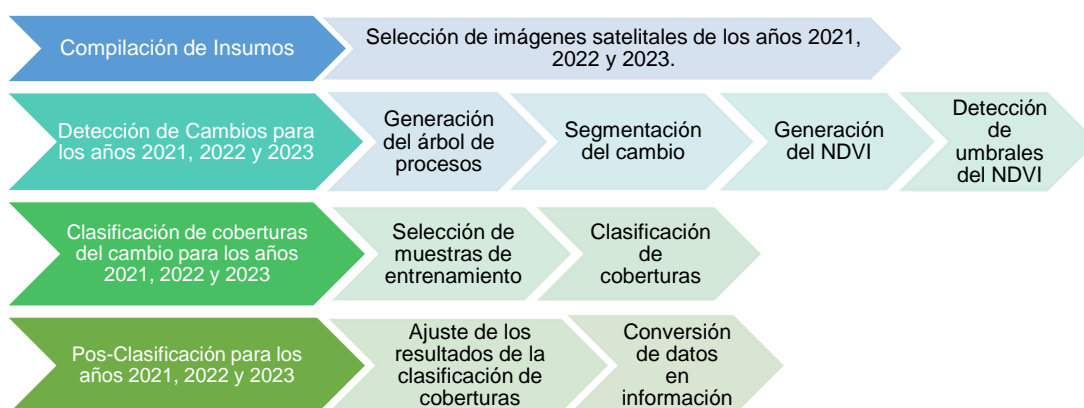 Compilación de Insumos
Selección de imágenes satelitales de los años 2021,
2022 y 2023.
Detección de Cambios para
los años 2021, 2022 y 2023
Generación
del árbol de
procesos
Segmentación
del cambio
Generación
del NDVI
Detección
de
umbrales
del NDVI
Clasificación de coberturas
del cambio para los años
2021, 2022 y 2023
Selección de
muestras de
entrenamiento
Clasificación
de
coberturas
Pos-Clasificación para los
años 2021, 2022 y 2023
Ajuste de los
resultados de la
clasificación de
coberturas
Conversión
de datos
en
información